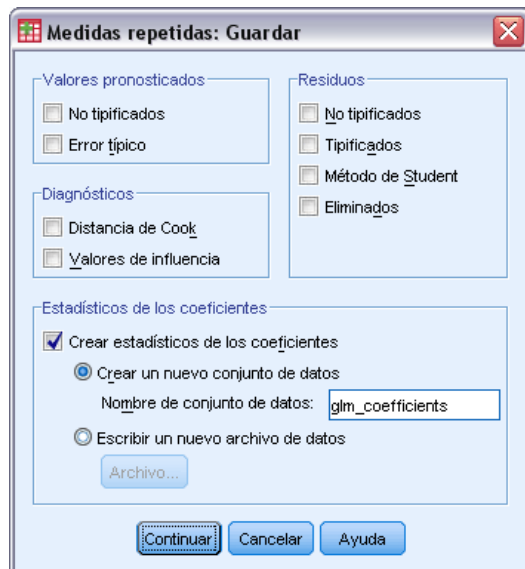 Medidas repetidas: Guardar
Valores pronosticados
No tipificados
Error típico
Diagnósticos
Distancia de Cook
Valores de influencia
Residuos
No tipificados
Tipificados
Método de Student
Eliminados
Estadísticos de los coeficientes
Crear estadísticos de los coeficientes
Crear un nuevo conjunto de datos
Nombre de conjunto de datos: glm_coefficients
Escribir un nuevo archivo de datos
Archivo...
Continuar Cancelar Ayuda